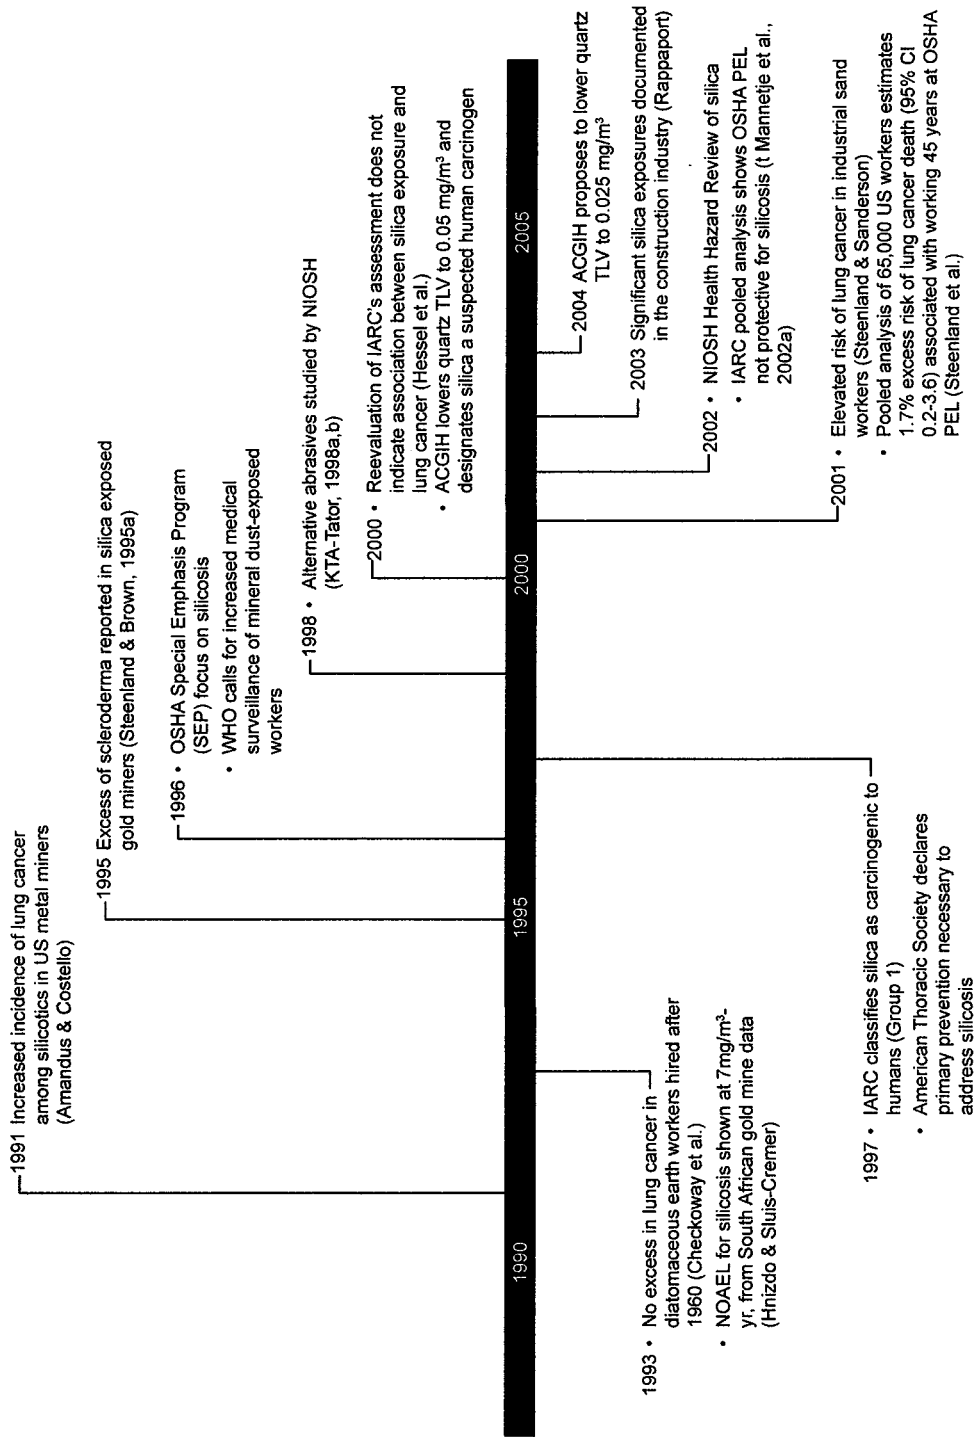 1991 Increased incidence of lung cancer
among silicotics in US metal miners
(Amandus & Costello)
1995 Excess of scleroderma reported in silica exposed
gold miners (Steenland & Brown, 1995a)
1996 • OSHA Special Emphasis Program
(SEP) focus on silicosis
• WHO calls for increased medical
surveillance of mineral dust-exposed
workers
1998 • Alternative abrasives studied by NIOSH
(KTA-Tator, 1998a,b)
2000 • Reevaluation of IARC's assessment does not
indicate association between silica exposure and
lung cancer (Hessel et al.)
• ACGIH lowers quartz TLV to 0.05 mg/m³ and
designates silica a suspected human carcinogen
1990
1995
2000
2005
2004 ACGIH proposes to lower quartz
TLV to 0.025 mg/m³
2003 Significant silica exposures documented
in the construction industry (Rappaport)
2002 • NIOSH Health Hazard Review of silica
• IARC pooled analysis shows OSHA PEL
not protective for silicosis (t Mannetje et al.,
2002a)
2001 • Elevated risk of lung cancer in industrial sand
workers (Steenland & Sanderson)
• Pooled analysis of 65,000 US workers estimates
1.7% excess risk of lung cancer death (95% CI
0.2-3.6) associated with working 45 years at OSHA
PEL (Steenland et al.)
1993 • No excess in lung cancer in
diatomaceous earth workers hired after
1960 (Checkoway et al.)
• NOAEL for silicosis shown at 7mg/m³-
yr, from South African gold mine data
(Hnizdo & Sluis-Cremer)
1997 • IARC classifies silica as carcinogenic to
humans (Group 1)
• American Thoracic Society declares
primary prevention necessary to
address silicosis